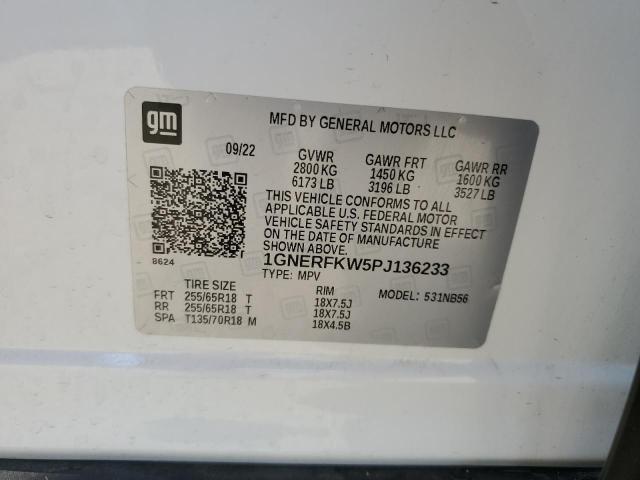 gm
MFD BY GENERAL MOTORS LLC
09/22 GVWR GAWR FRT GAWR RR
2800 KG 1450 KG 1600 KG
6173 LB 3196 LB 3527 LB
THIS VEHICLE CONFORMS TO ALL
APPLICABLE U.S. FEDERAL MOTOR
VEHICLE SAFETY STANDARDS IN EFFECT
ON THE DATE OF MANUFACTURE
SHOWN ABOVE.
8624
1GNERFKW5PJ136233
TYPE: MPV
TIRE SIZE RIM MODEL: 531NB56
FRT 255/65R18 T 18X7.5J
RR 255/65R18 T 18X7.5J
SPA T135/70R18 M 18X4.5B